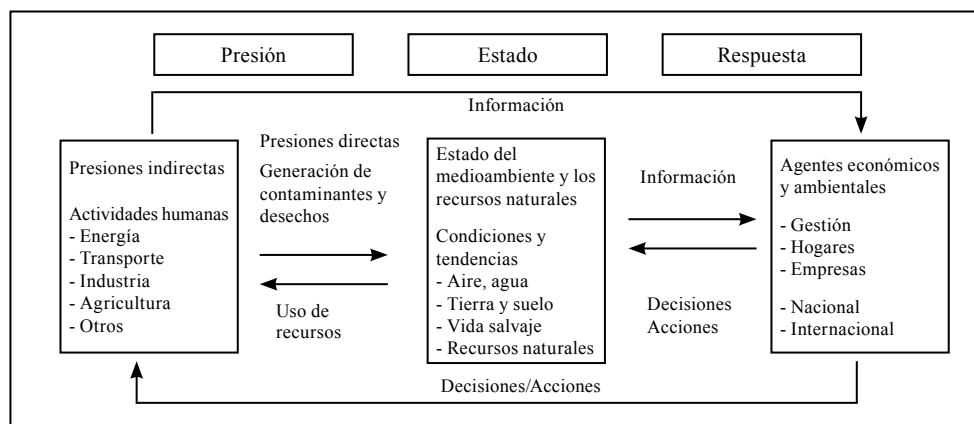 Presión
Estado
Respuesta
Información
Presiones indirectas
Actividades humanas
- Energía
- Transporte
- Industria
- Agricultura
- Otros
Presiones directas
Generación de
contaminantes y
desechos
Uso de
recursos
Estado del
medioambiente y los
recursos naturales
Condiciones y
tendencias
- Aire, agua
- Tierra y suelo
- Vida salvaje
- Recursos naturales
Información
Decisiones
Acciones
Agentes económicos
y ambientales
- Gestión
- Hogares
- Empresas
- Nacional
- Internacional
Decisiones/Acciones